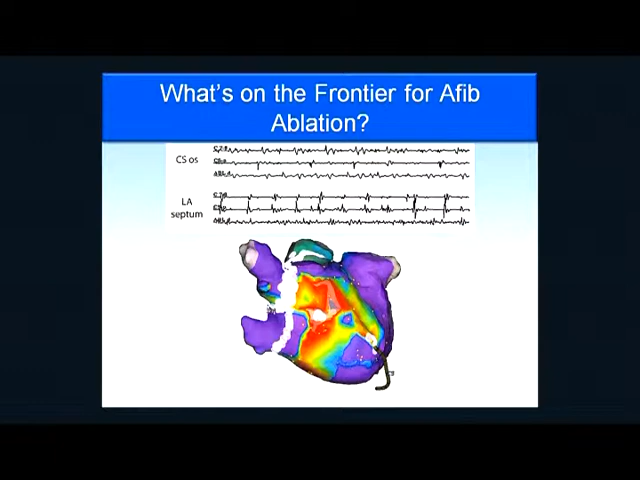 What's on the Frontier for Afib
Ablation?
CS os
LA
septum